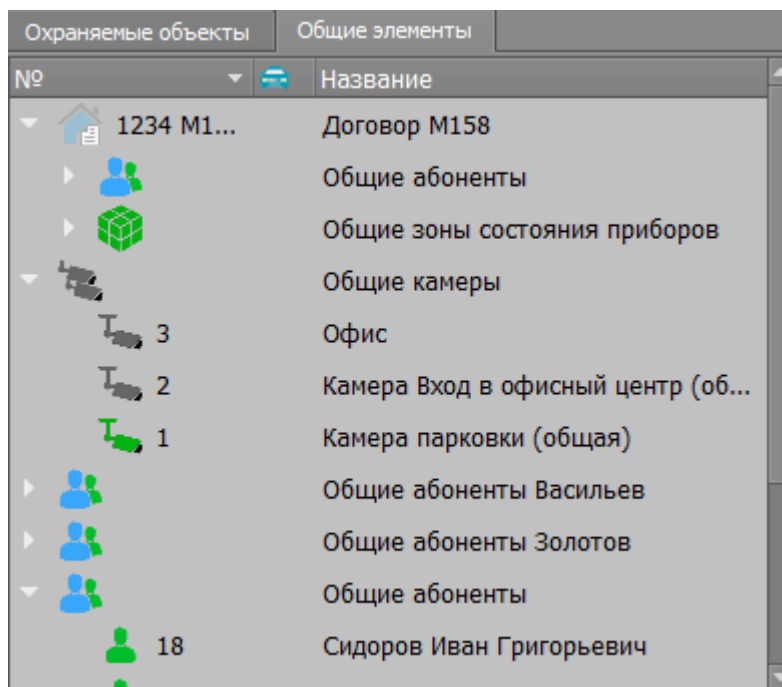 Охраняемые объекты Общие элементы
№ Название
1234 M1... Договор М158
Общие абоненты
Общие зоны состояния приборов
Общие камеры
3 Офис
2 Камера Вход в офисный центр (об...
1 Камера парковки (общая)
Общие абоненты Васильев
Общие абоненты Золотов
Общие абоненты
18 Сидоров Иван Григорьевич